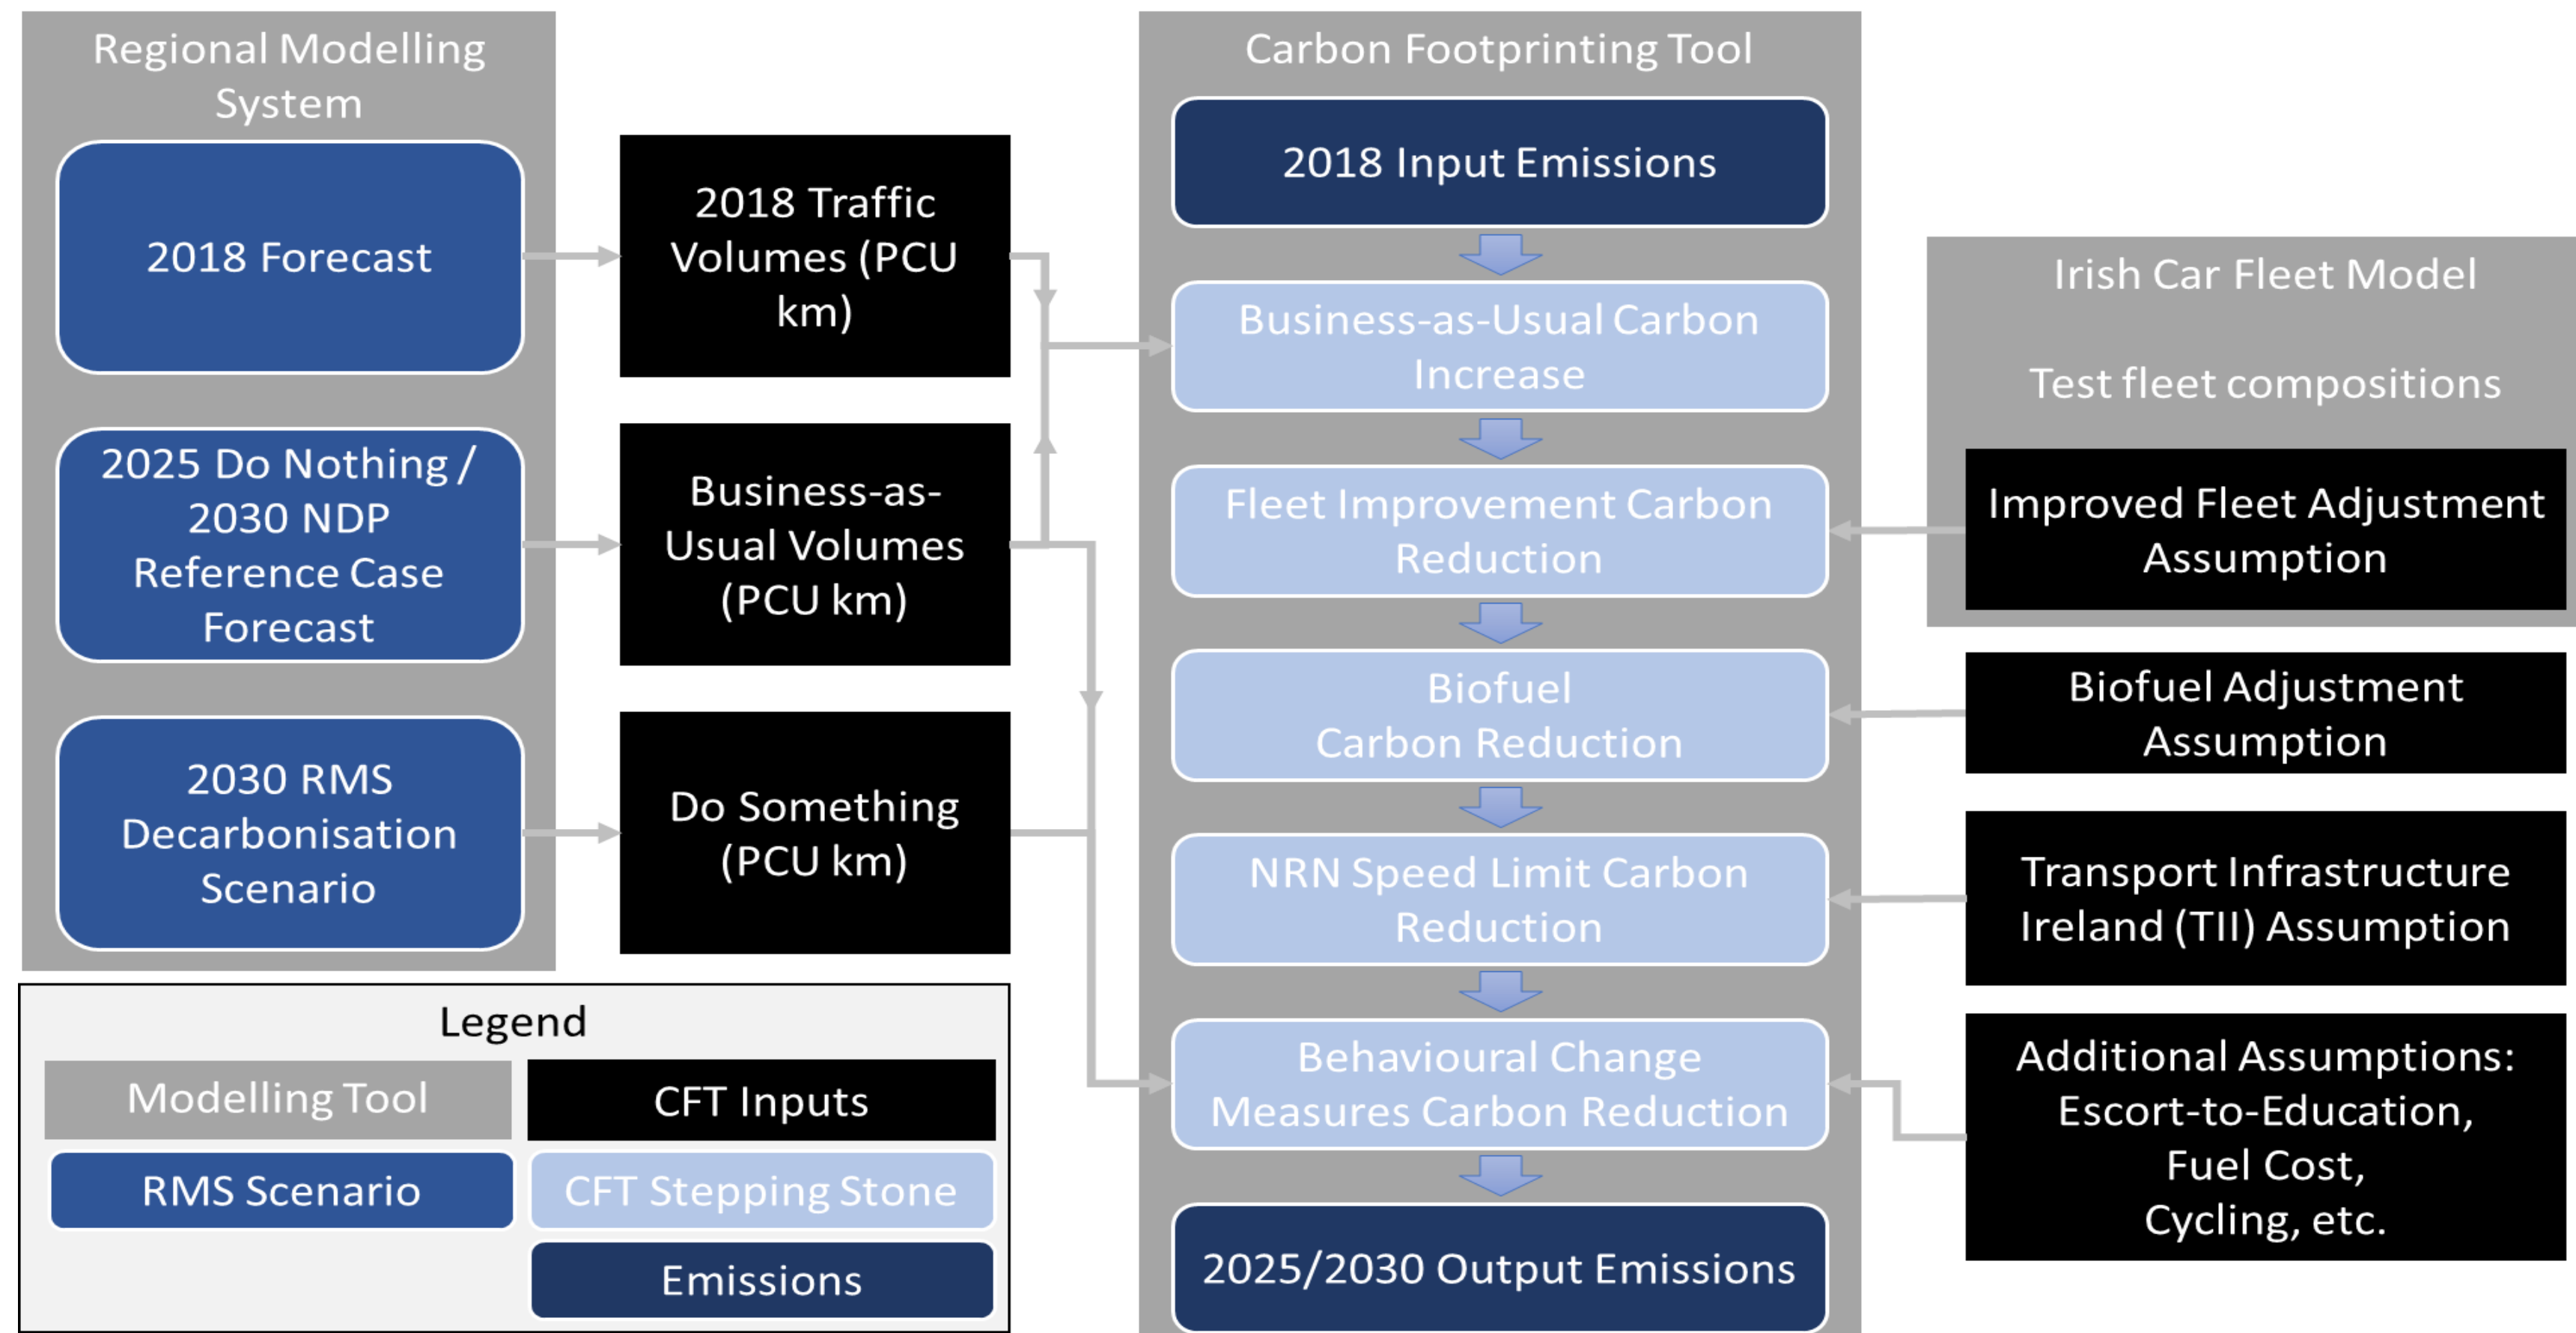 Regional Modelling
System
2018 Forecast
2025 Do Nothing /
2030 NDP
Reference Case
Forecast
2030 RMS
Decarbonisation
Scenario
2018 Traffic
Volumes (PCU
km)
Business-as-
Usual Volumes
(PCU km)
Do Something
(PCU km)
Carbon Footprinting Tool
2018 Input Emissions
Business-as-Usual Carbon
Increase
Fleet Improvement Carbon
Reduction
Biofuel
Carbon Reduction
NRN Speed Limit Carbon
Reduction
Behavioural Change
Measures Carbon Reduction
2025/2030 Output Emissions
Irish Car Fleet Model
Test fleet compositions
Improved Fleet Adjustment
Assumption
Biofuel Adjustment
Assumption
Transport Infrastructure
Ireland (TII) Assumption
Additional Assumptions:
Escort-to-Education,
Fuel Cost,
Cycling, etc.
Legend
Modelling Tool
CFT Inputs
RMS Scenario
CFT Stepping Stone
Emissions